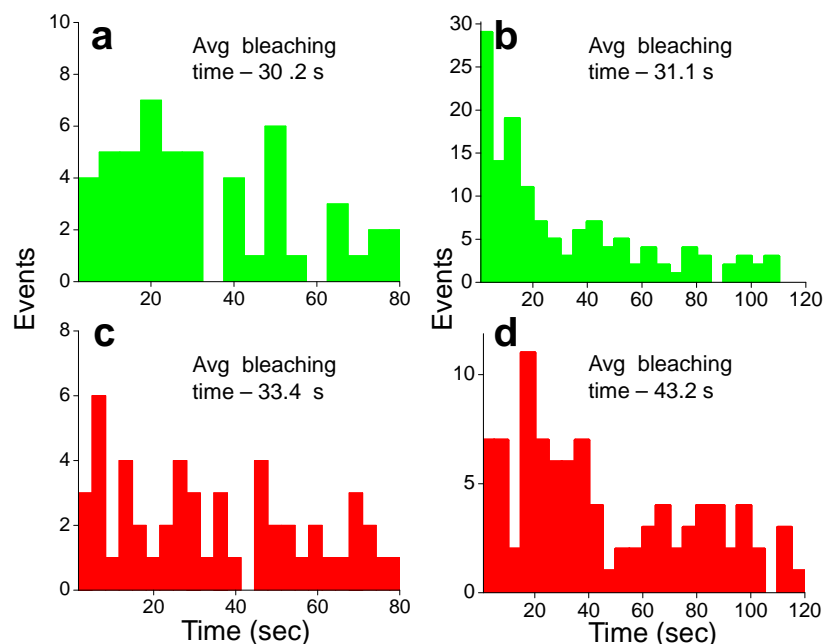 a
Avg bleaching
time – 30 .2 s
10
8
6
4
2
0
20 40 60 80
b
Avg bleaching
time – 31.1 s
30
25
20
15
10
5
0
20 40 60 80 100 120
Events
Events
c
Avg bleaching
time – 33.4 s
8
6
4
2
0
20 40 60 80
Time (sec)
d
Avg bleaching
time – 43.2 s
10
5
0
20 40 60 80 100 120
Time (sec)